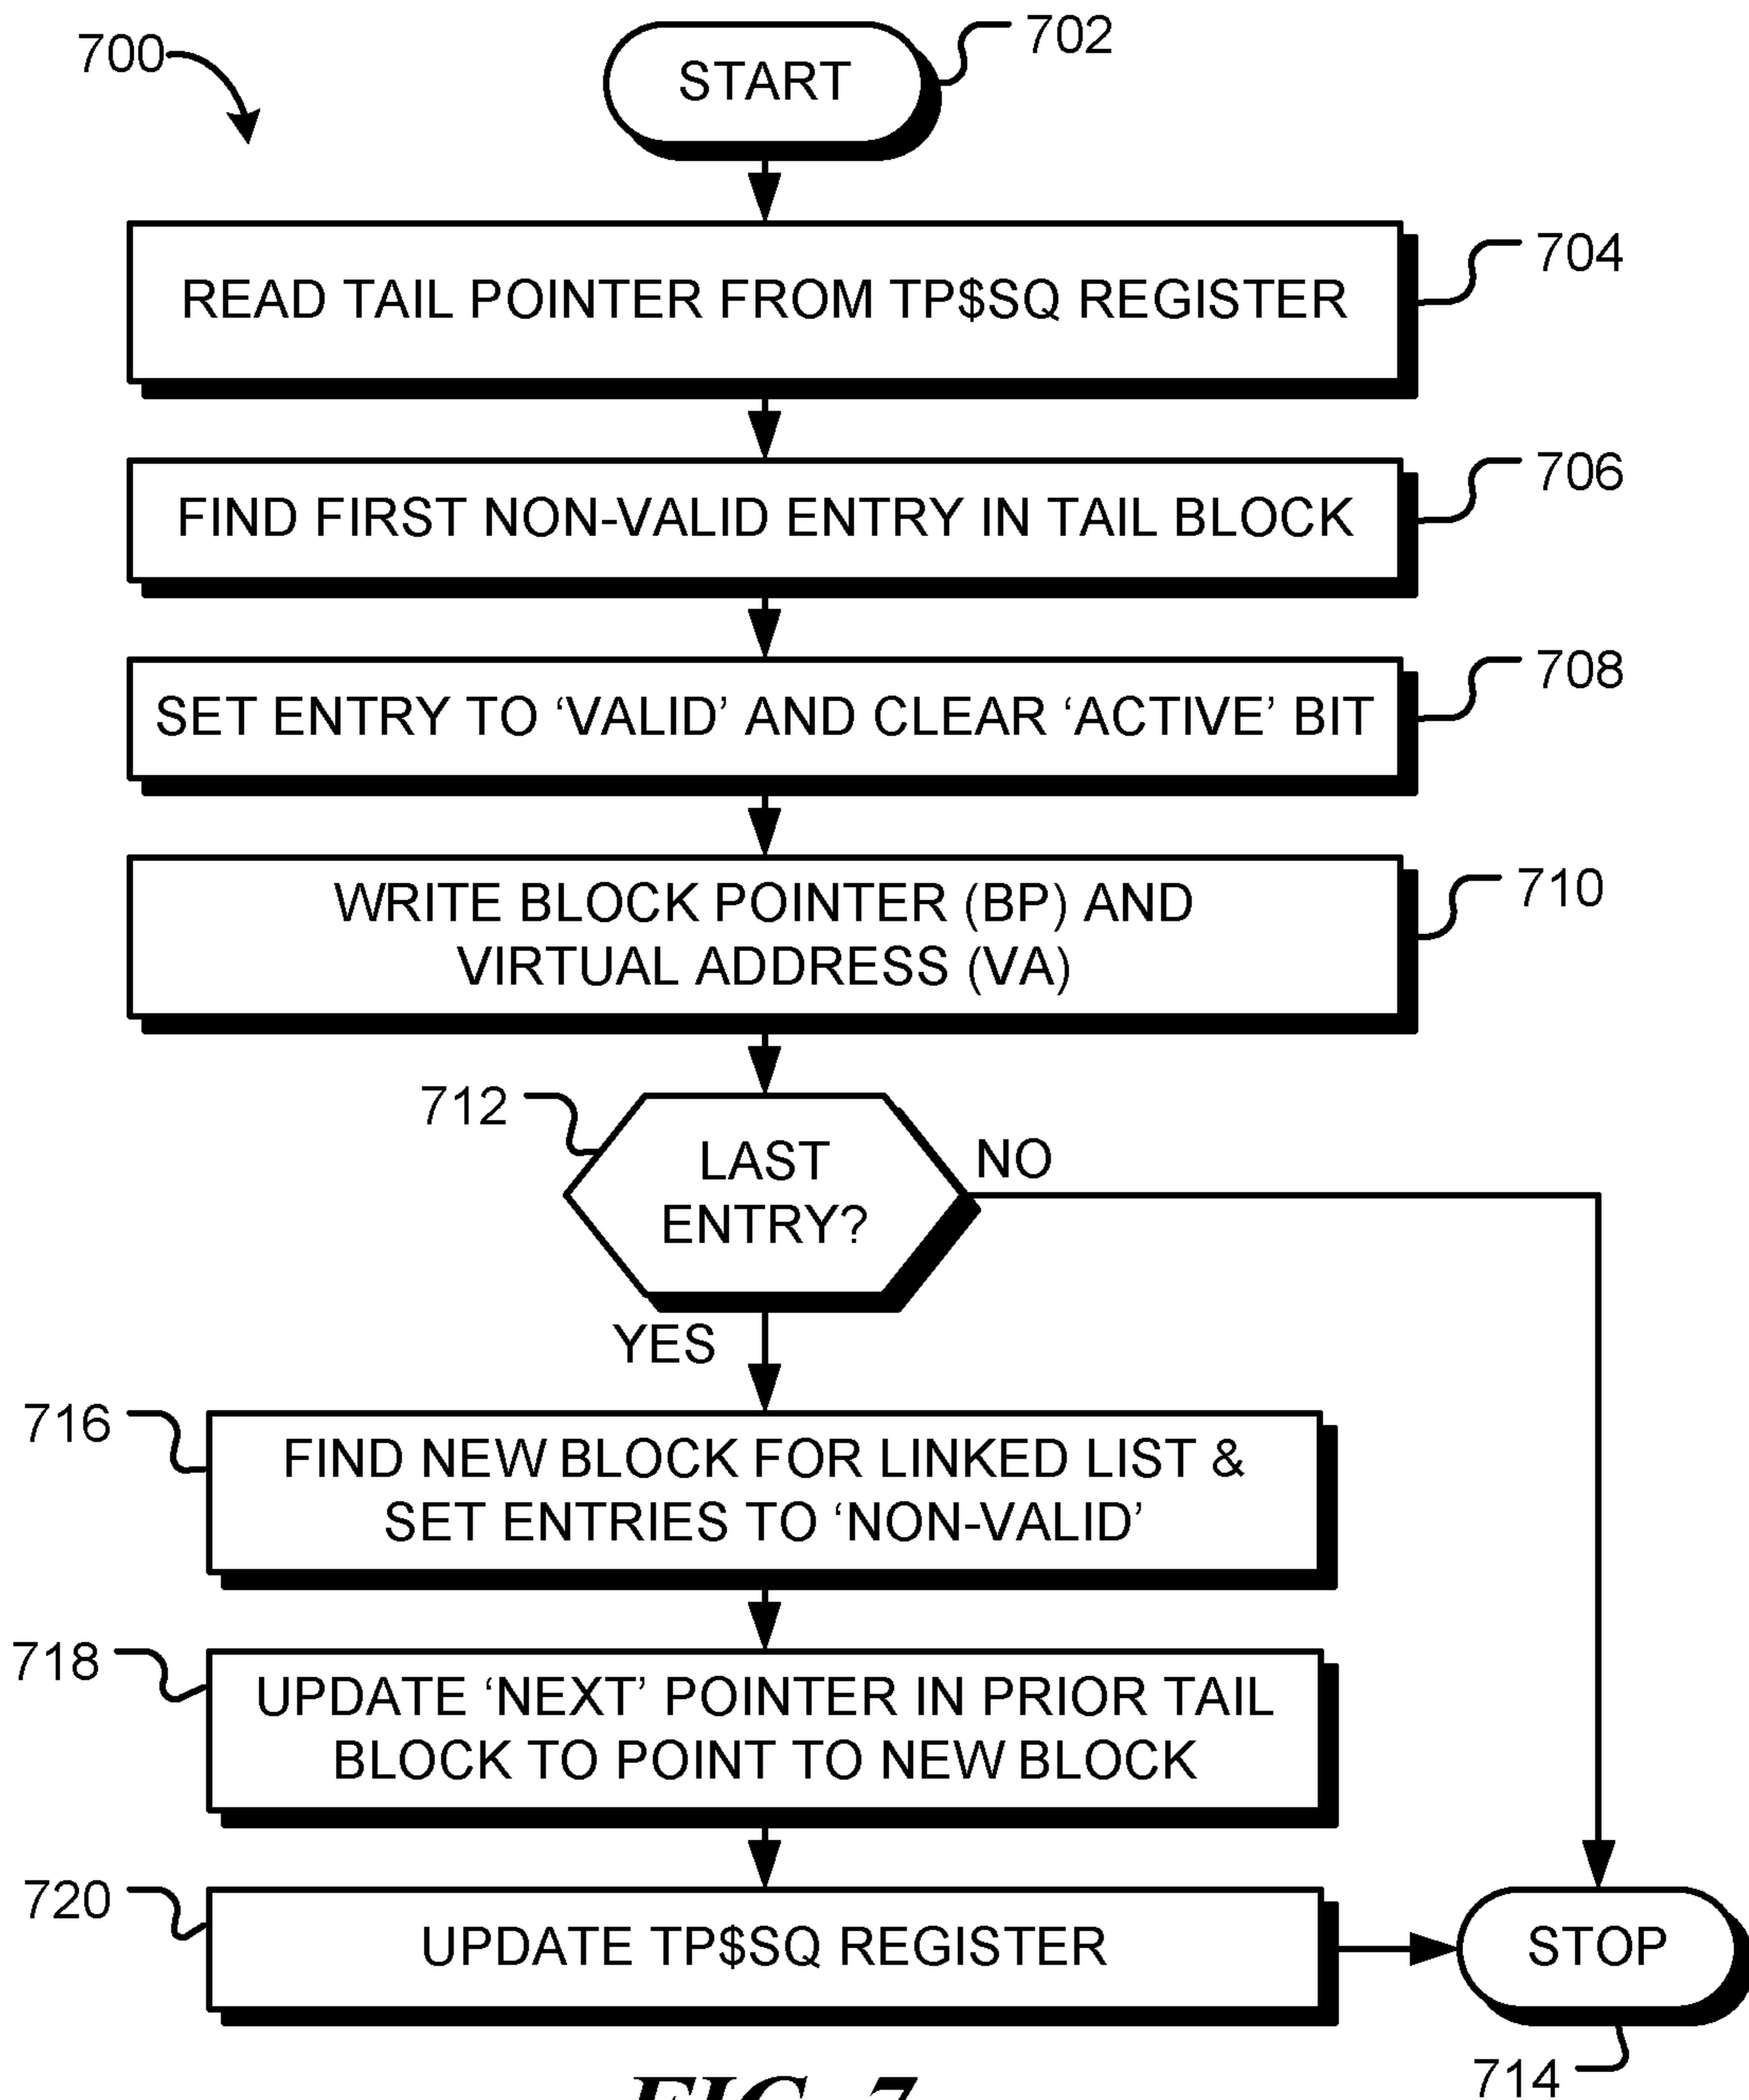 700
START
702
READ TAIL POINTER FROM TP$SQ REGISTER
704
FIND FIRST NON-VALID ENTRY IN TAIL BLOCK
706
SET ENTRY TO ‘VALID’ AND CLEAR ‘ACTIVE’ BIT
708
WRITE BLOCK POINTER (BP) AND
VIRTUAL ADDRESS (VA)
710
712
LAST
ENTRY?
NO
YES
716
FIND NEW BLOCK FOR LINKED LIST &
SET ENTRIES TO ‘NON-VALID’
718
UPDATE ‘NEXT’ POINTER IN PRIOR TAIL
BLOCK TO POINT TO NEW BLOCK
720
UPDATE TP$SQ REGISTER
STOP
714
FIG. 7